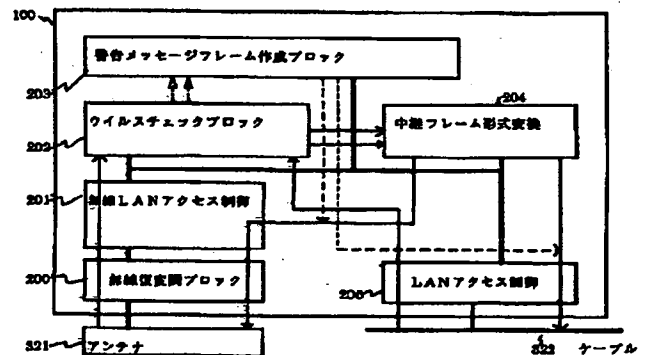 100
警告メッセージフレーム作成ブロック
203
204
ウイルスチェックブロック
中継フレーム形式変換
202
201
無線LANアクセス制御
200
無線復変調ブロック
205
LANアクセス制御
321
アンテナ
322
ケーブル